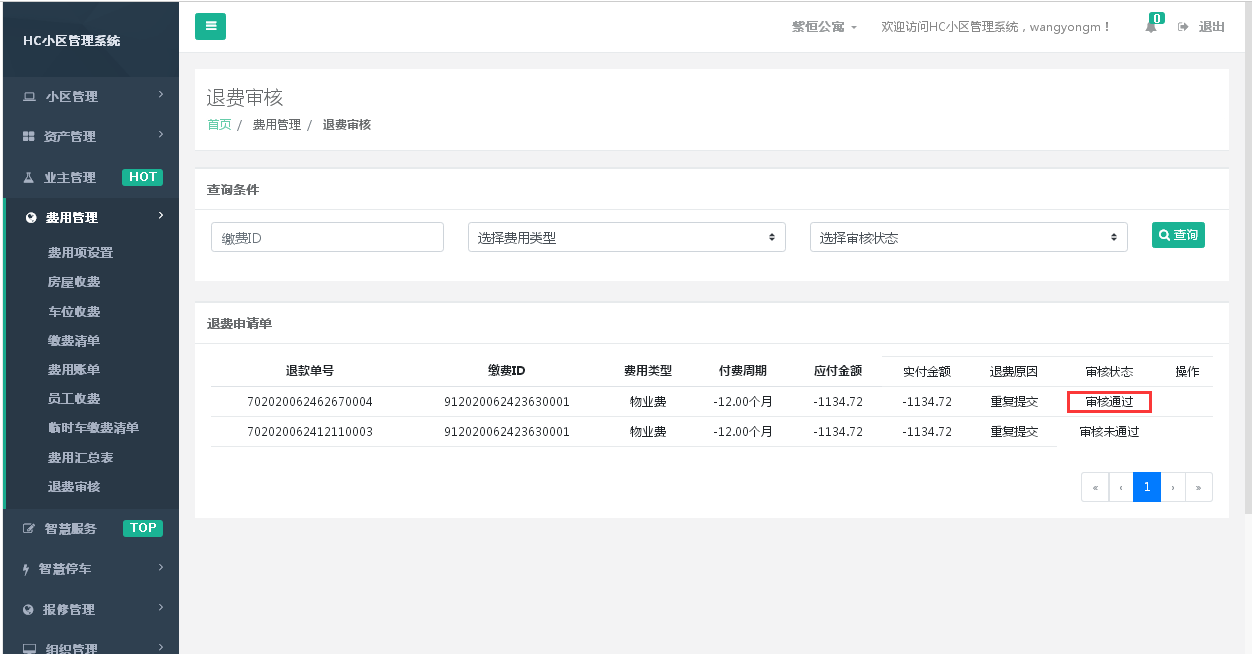 HC小区管理系统
紫恒公寓
欢迎访问HC小区管理系统，wangyongm！
0
退出
小区管理
资产管理
业主管理 HOT
费用管理
费用项设置
房屋收费
车位收费
缴费清单
费用账单
员工收费
临时车缴费清单
费用汇总表
退费审核
智慧服务 TOP
智慧停车
报修管理
组织管理
退费审核
首页 / 费用管理 / 退费审核
查询条件
缴费ID
选择费用类型
选择审核状态
查询
退费申请单
退款单号 缴费ID 费用类型 付费周期 应付金额 实付金额 退费原因 审核状态 操作
702020062462670004 912020062423630001 物业费 -12.00个月 -1134.72 -1134.72 重复提交 审核通过
702020062412110003 912020062423630001 物业费 -12.00个月 -1134.72 -1134.72 重复提交 审核未通过
« ‹ 1 › »